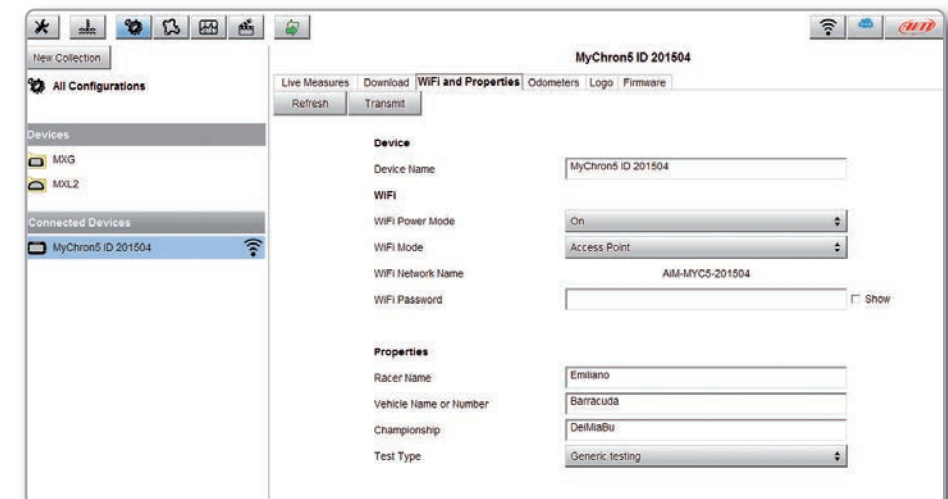 AiM
New Collection
MyChron5 ID 201504
All Configurations
Live Measures Download WiFi and Properties Odometers Logo Firmware
Refresh Transmit
Devices
MXG
MXL2
Connected Devices
MyChron5 ID 201504
Device
Device Name MyChron5 ID 201504
WiFi
WiFi Power Mode On
WiFi Mode Access Point
WiFi Network Name AiM-MYC5-201504
WiFi Password Show
Properties
Racer Name Emiliano
Vehicle Name or Number Barracuda
Championship DeiMiaBu
Test Type Generic testing